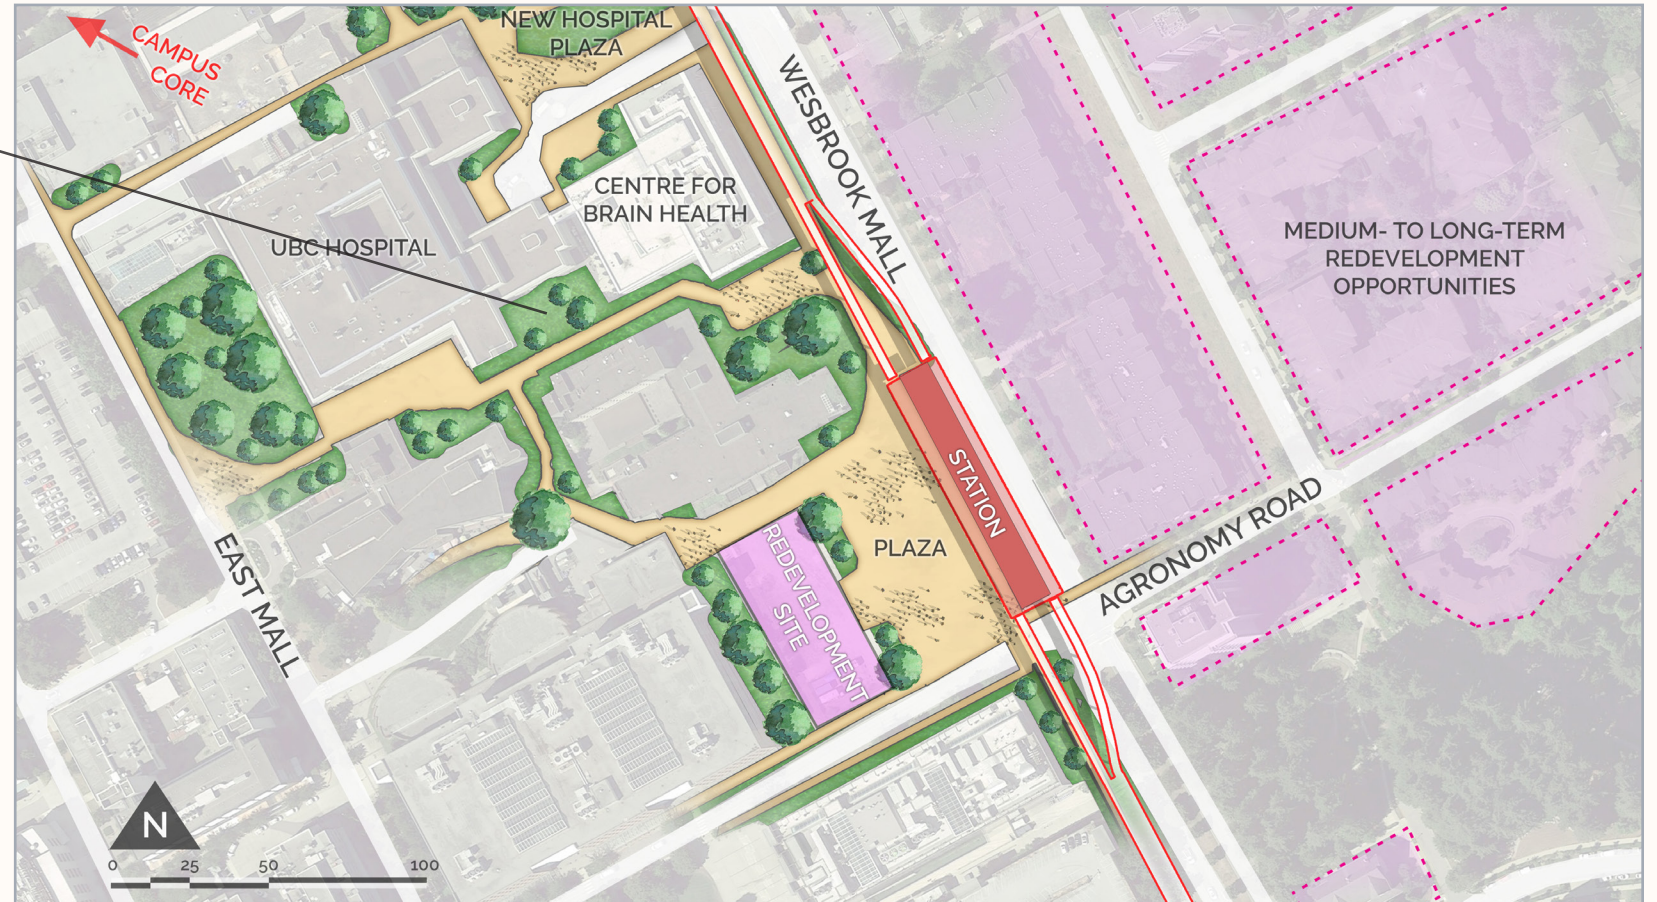 NEW HOSPITAL
PLAZA
CAMPUS
CORE
WESBROOK MALL
CENTRE FOR
BRAIN HEALTH
UBC HOSPITAL
MEDIUM- TO LONG-TERM
REDEVELOPMENT
OPPORTUNITIES
STATION
PLAZA
REDEVELOPMENT
SITE
AGRONOMY ROAD
EAST MALL
N
0 25 50 100